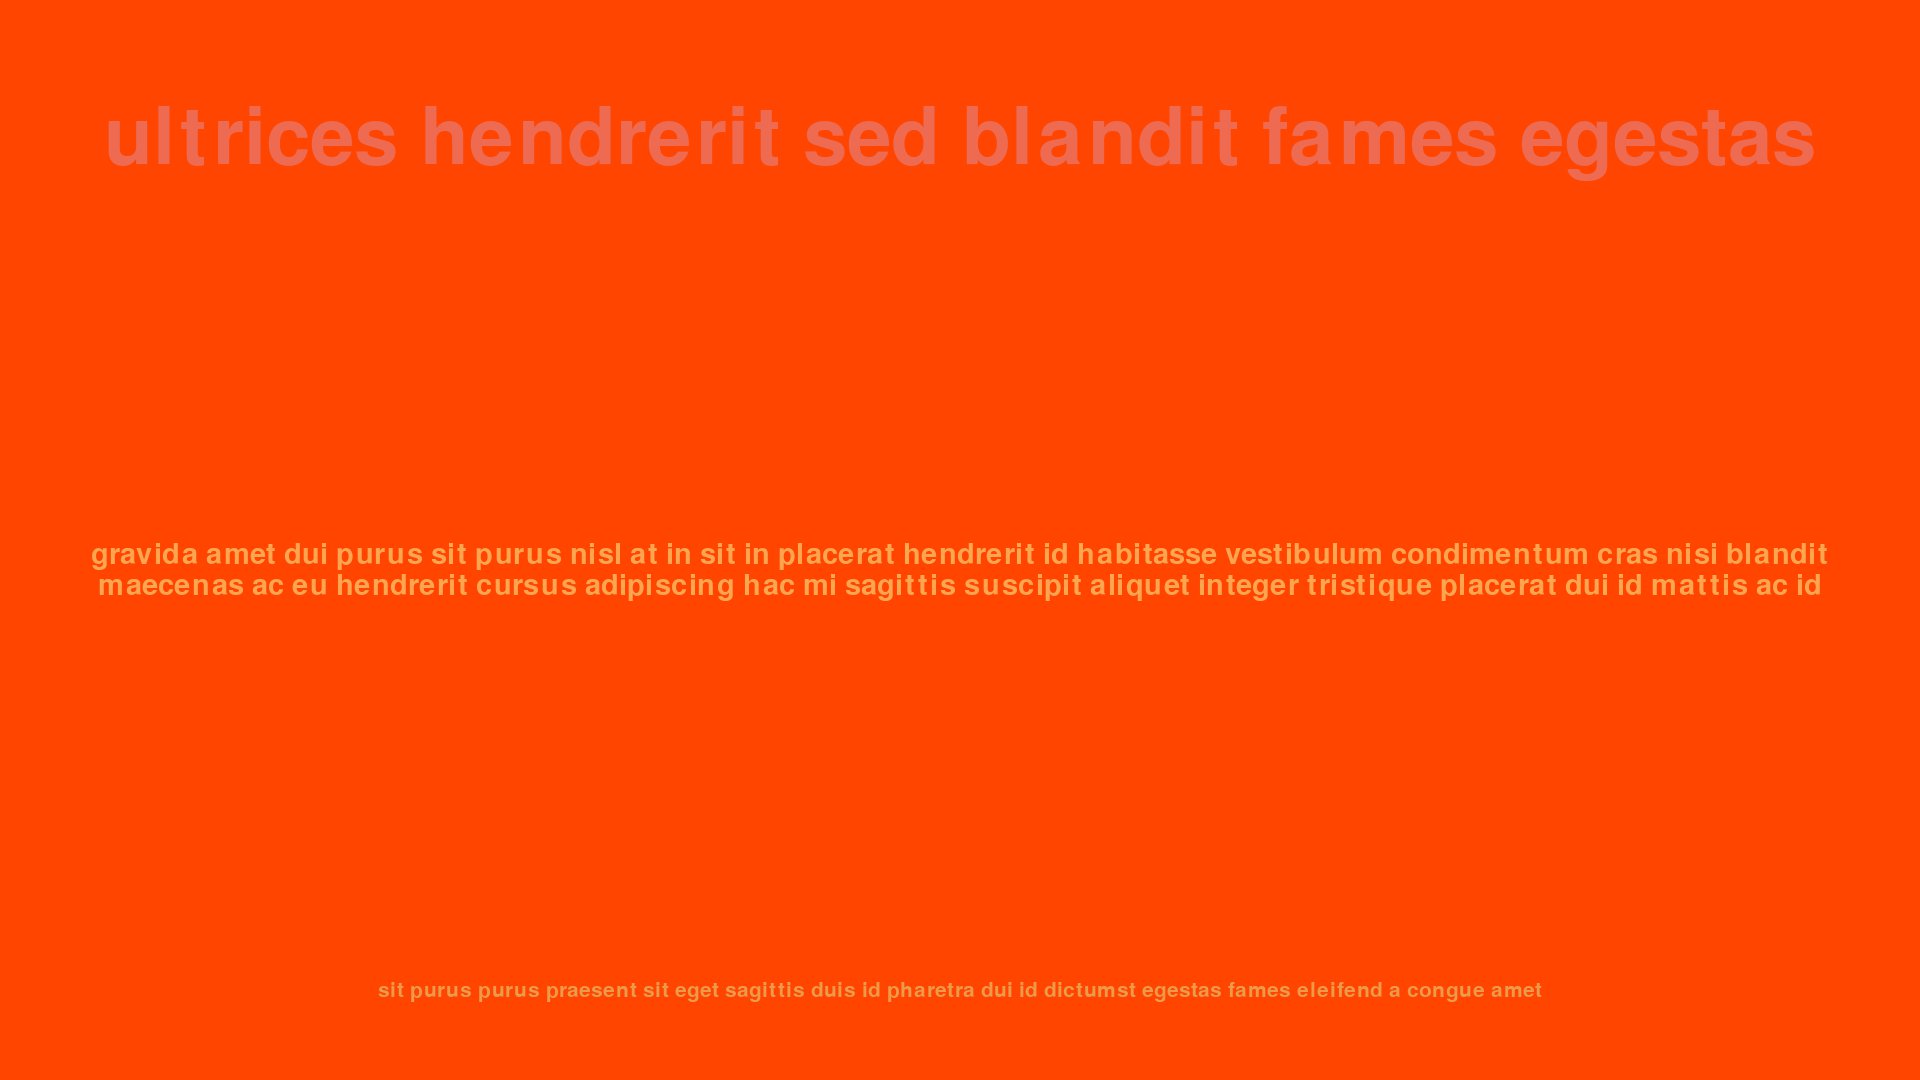 ultrices hendrerit sed blandit fames egestas
gravida amet dui purus sit purus nisl at in sit in placerat hendrerit id habitasse vestibulum condimentum cras nisi blandit
maecenas ac eu hendrerit cursus adipiscing hac mi sagittis suscipit aliquet integer tristique placerat dui id mattis ac id
sit purus purus praesent sit eget sagittis duis id pharetra dui id dictumst egestas fames eleifend a congue amet